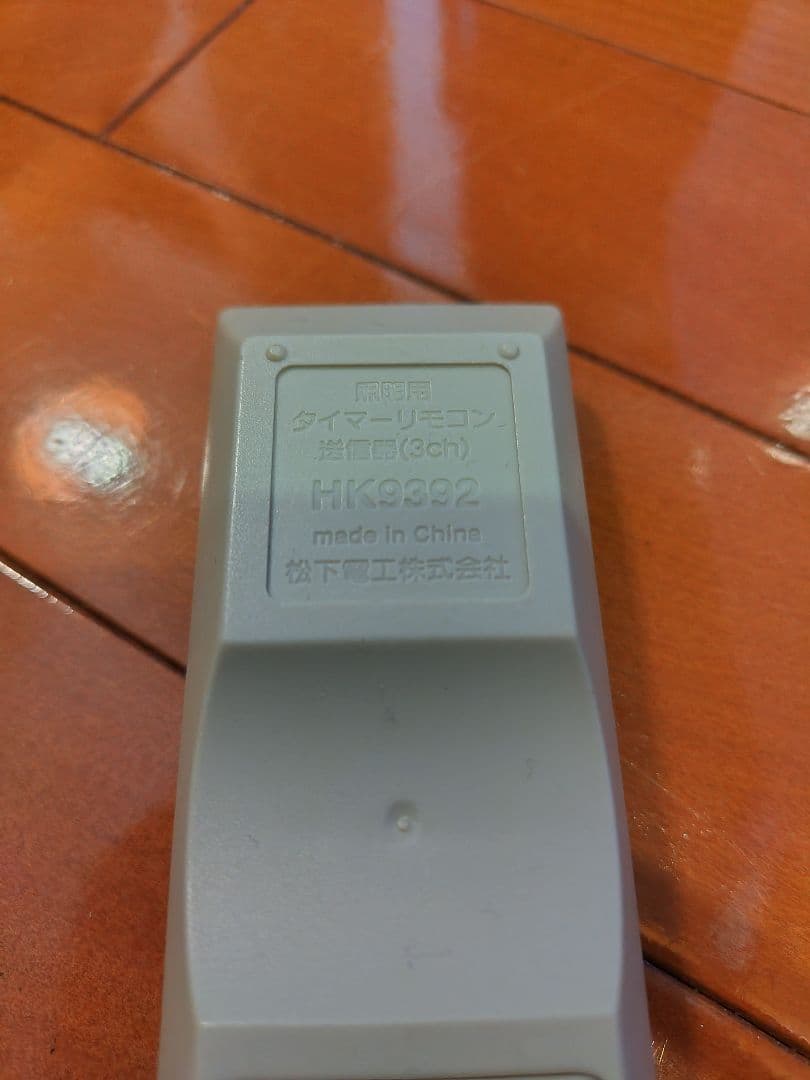 照明用
タイマーリモコン
送信器(3ch)
HK9392
made in China
松下電工株式会社